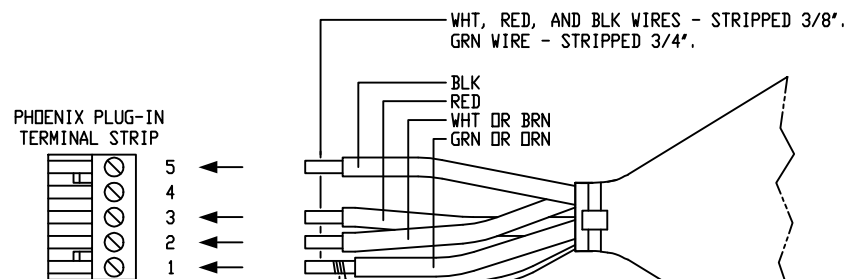 WHT, RED, AND BLK WIRES - STRIPPED 3/8".
GRN WIRE - STRIPPED 3/4".
BLK
RED
WHT OR BRN
GRN OR ORN
PHOENIX PLUG-IN
TERMINAL STRIP
5
4
3
2
1